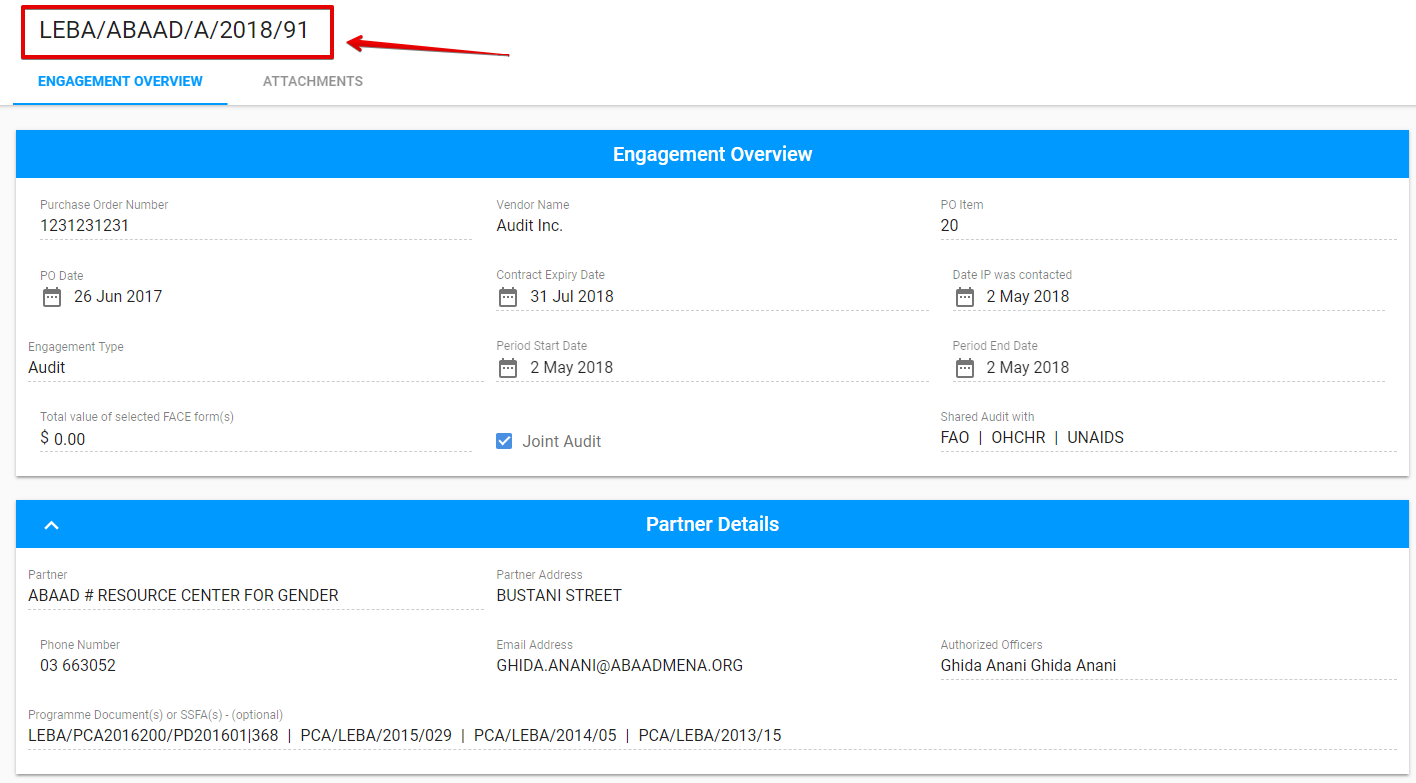 LEBA/ABAAD/A/2018/91
ENGAGEMENT OVERVIEW ATTACHMENTS
Engagement Overview
Purchase Order Number Vendor Name PO Item
1231231231 Audit Inc. 20
PO Date Contract Expiry Date Date IP was contacted
26 Jun 2017 31 Jul 2018 2 May 2018
Engagement Type Period Start Date Period End Date
Audit 2 May 2018 2 May 2018
Total value of selected FACE form(s) Shared Audit with
$ 0.00 Joint Audit FAO | OHCHR | UNAIDS
Partner Details
Partner Partner Address
ABAAD # RESOURCE CENTER FOR GENDER BUSTANI STREET
Phone Number Email Address Authorized Officers
03 663052 GHIDA.ANANI@ABAADMENA.ORG Ghida Anani Ghida Anani
Programme Document(s) or SSFA(s) - (optional)
LEBA/PCA2016200/PD201601|368 | PCA/LEBA/2015/029 | PCA/LEBA/2014/05 | PCA/LEBA/2013/15